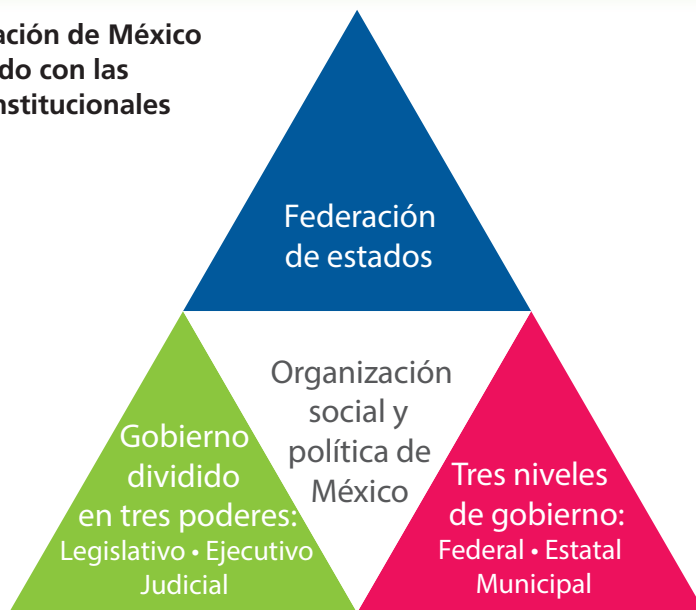 ación de México
do con las
nstitucionales
Federación
de estados
Organización
social y
política de
México
Gobierno
dividido
en tres poderes:
Legislativo • Ejecutivo
Judicial
Tres niveles
de gobierno:
Federal • Estatal
Municipal